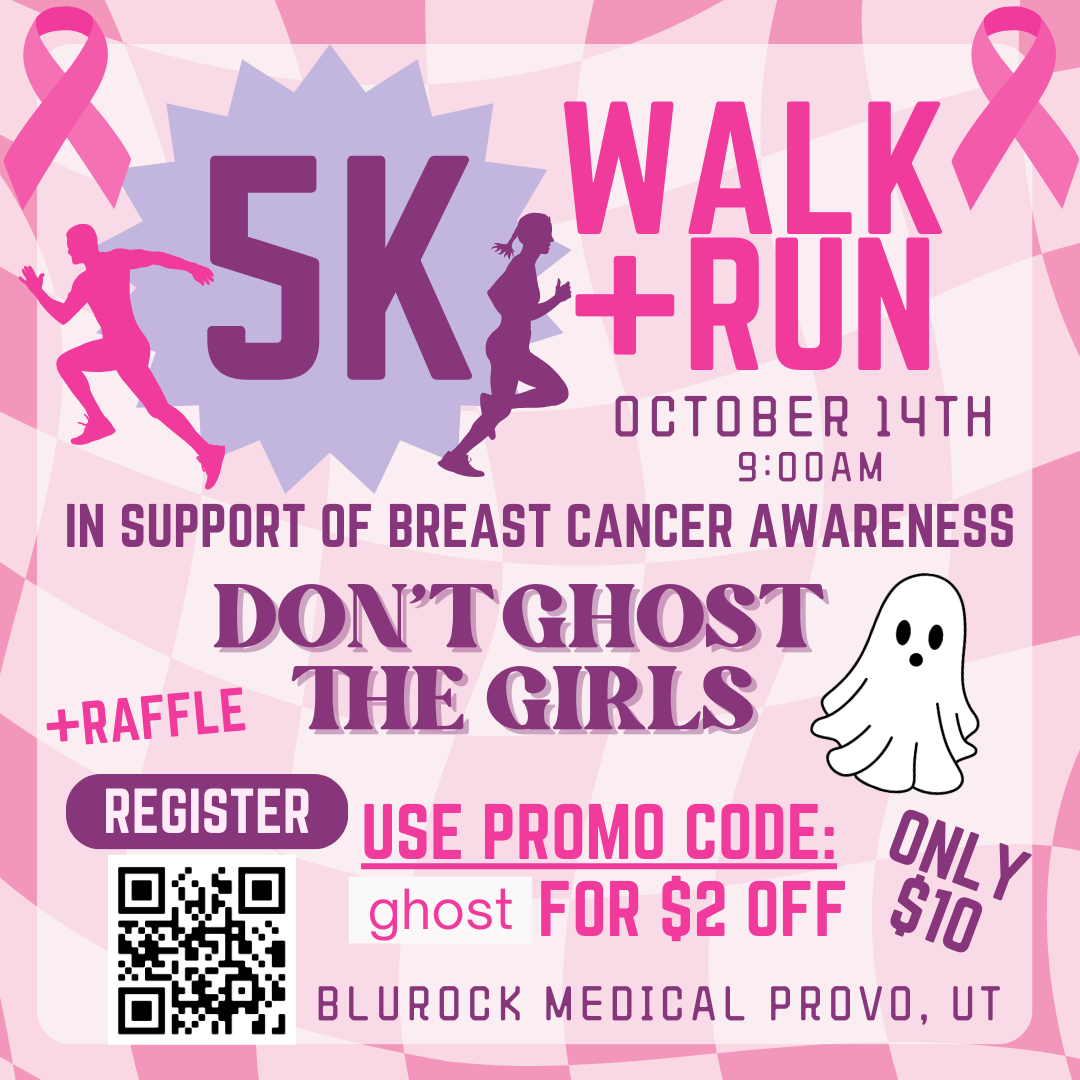 5K
WALK
+RUN
OCTOBER 14TH
9:00AM
IN SUPPORT OF BREAST CANCER AWARENESS
DON'T GHOST
THE GIRLS
+RAFFLE
REGISTER
USE PROMO CODE:
ghost FOR $2 OFF
ONLY
$10
BLUROCK MEDICAL PROVO, UT